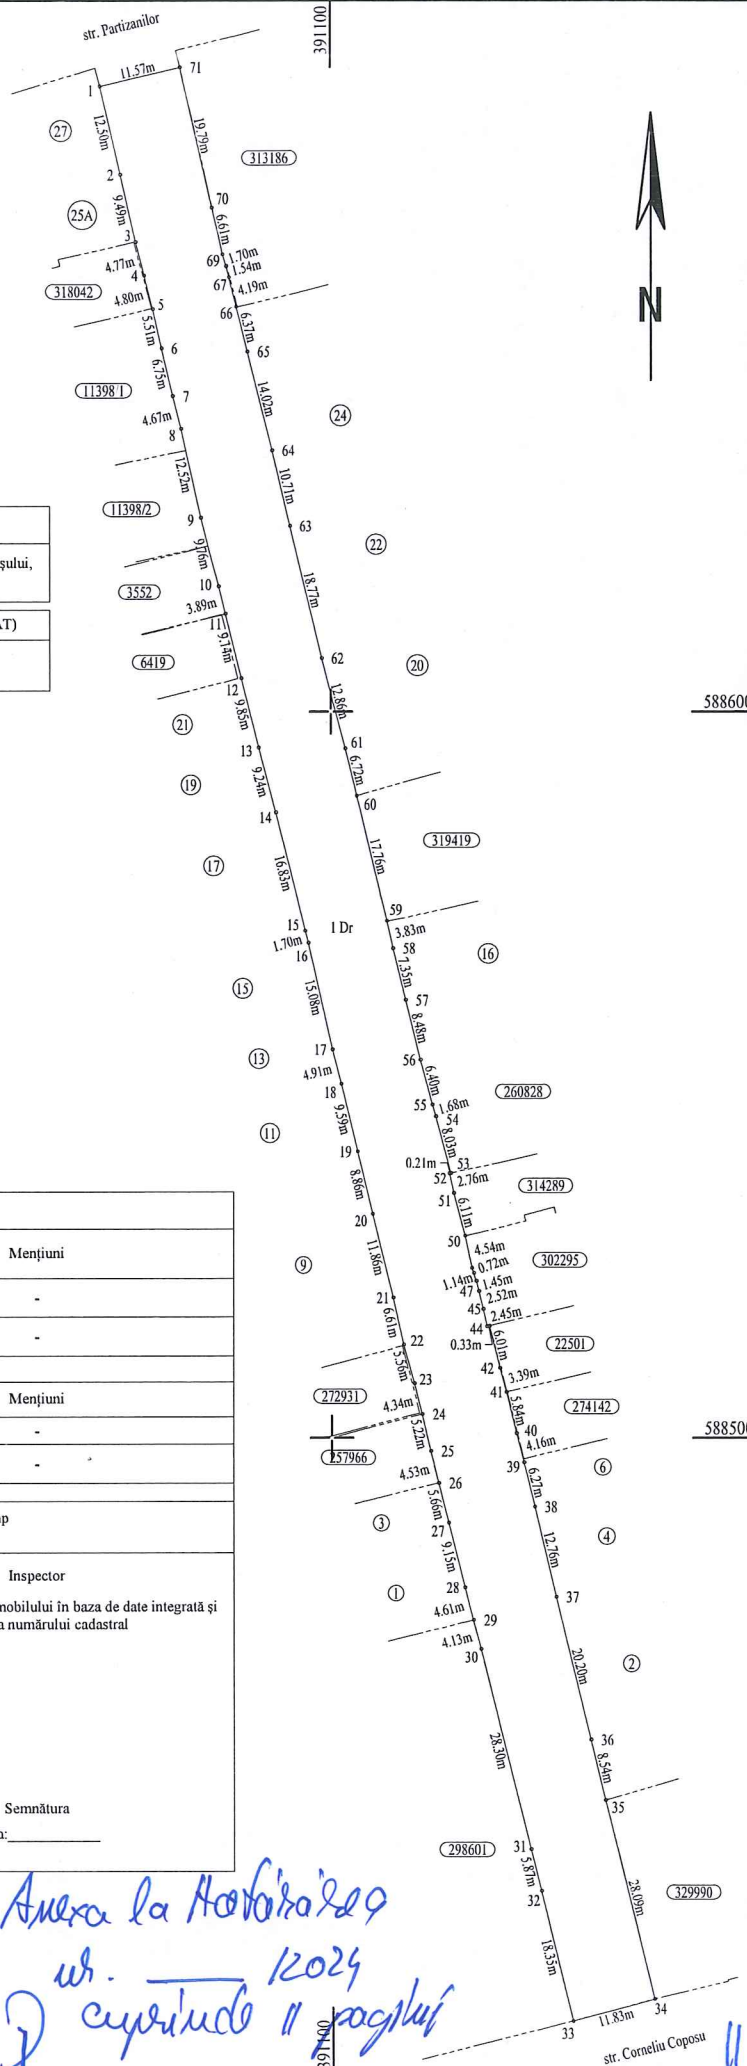 str. Partizanilor
391100
11.57m
71
1
27
12.50m
19.79m
313186
2
70
25A
9.49m
6.61m
3
69
1.70m
4.77m
1.54m
4
67
4.19m
318042
4.80m
5
66
N
5.51m
6.37m
6
65
6.75m
11398/1
7
14.02m
4.67m
24
8
64
12.52m
10.71m
11398/2
9
63
22
șului,
9.76m
18.77m
3552
10
3.89m
11
AT)
9.14m
6419
62
20
12
12.86m
588600
9.85m
21
13
61
6.72m
19
9.24m
60
14
17.76m
319419
17
16.83m
59
15
I Dr
3.83m
1.70m
58
16
16
7.35m
15
15.08m
57
8.48m
17
56
13
4.91m
6.40m
18
55
1.68m
260828
54
11
9.59m
8.03m
19
0.21m
53
52
2.76m
8.86m
51
314289
20
6.11m
50
Mențiuni
9
11.86m
4.54m
0.72m
302295
1.14m
1.45m
-
21
47
2.52m
45
6.61m
2.45m
-
44
22
0.33m
6.01m
22501
5.56m
42
23
3.39m
Mențiuni
272931
4.34m
41
24
5.84m
274142
-
5.22m
40
588500
25
4.16m
257966
39
6
-
4.53m
26
6.27m
5.66m
38
3
27
4
9.15m
12.76m
Inspector
1
28
37
mobilului în baza de date integrată și
a numărului cadastral
4.61m
29
4.13m
30
20.20m
2
36
28.30m
8.54m
Semnătura
35
31
298601
5.87m
32
28.09m
329990
Anexa la Hotărârea
nr. ____ /2024
18.35m
cuprinde 11 pagini
391100
33
11.83m
34
str. Corneliu Coposu